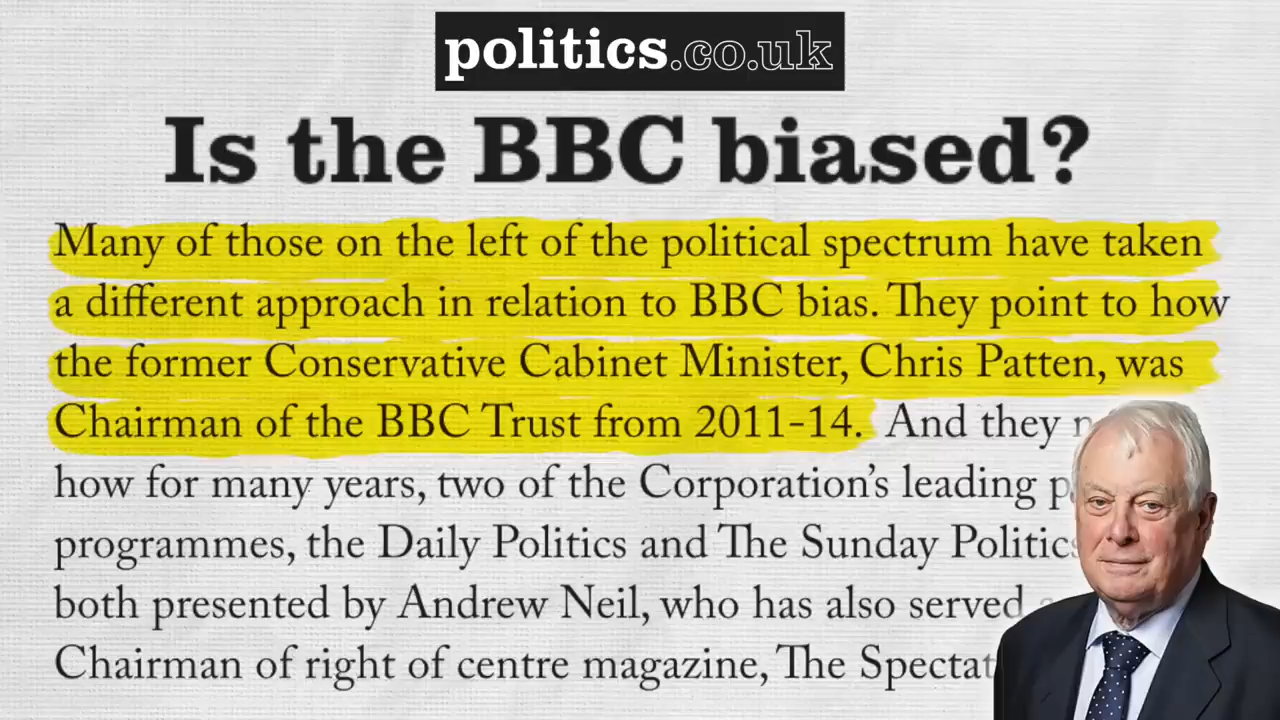 politics.co.uk
Is the BBC biased?
Many of those on the left of the political spectrum have taken
a different approach in relation to BBC bias. They point to how
the former Conservative Cabinet Minister, Chris Patten, was
Chairman of the BBC Trust from 2011-14. And they
how for many years, two of the Corporation's leading
programmes, the Daily Politics and The Sunday Politics
both presented by Andrew Neil, who has also served
Chairman of right of centre magazine, The